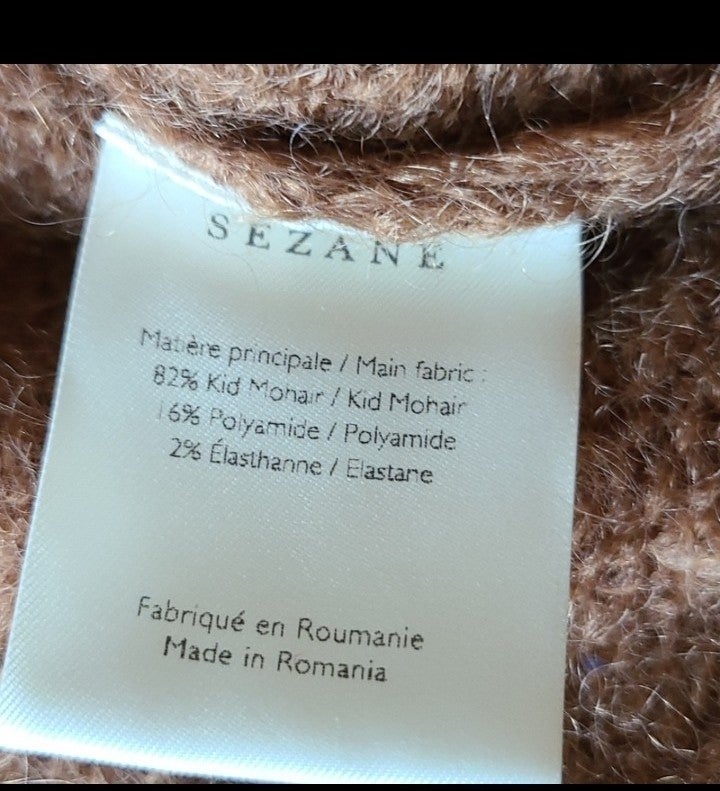 SEZANE
Matière principale / Main fabric :
82% Kid Mohair / Kid Mohair
16% Polyamide / Polyamide
2% Élasthanne / Elastane
Fabriqué en Roumanie
Made in Romania